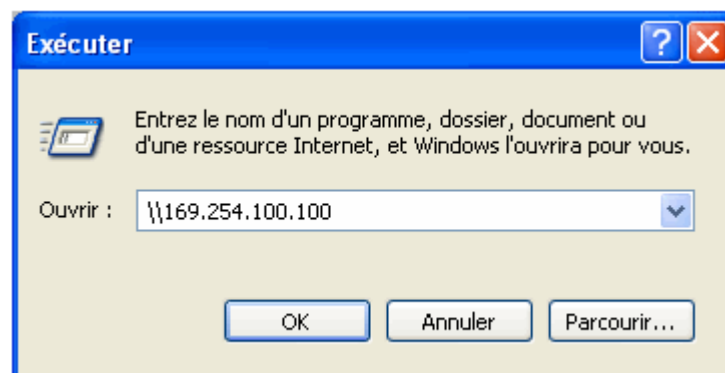 Exécuter
Entrez le nom d'un programme, dossier, document ou
d'une ressource Internet, et Windows l'ouvrira pour vous.
Ouvrir :
\\169.254.100.100
OK
Annuler
Parcourir...